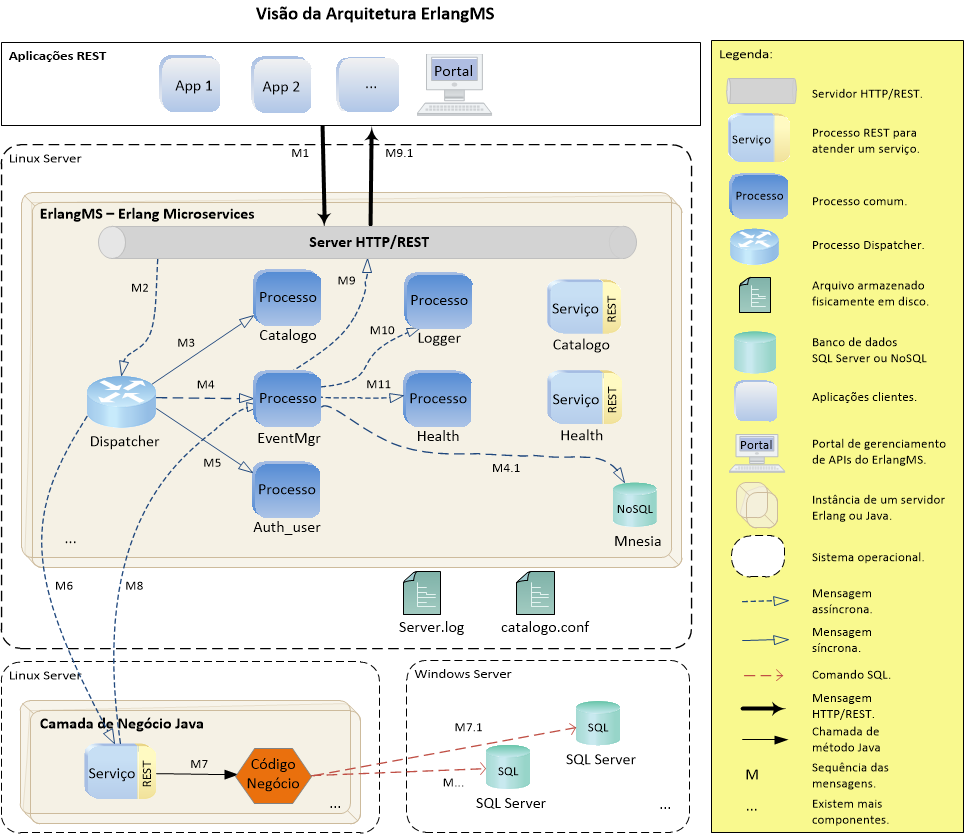 Visão da Arquitetura ErlangMS
Aplicações REST
App 1
App 2
...
Portal
M1
M9.1
Linux Server
ErlangMS – Erlang Microservices
Server HTTP/REST
M2
M9
Processo
Catalogo
Processo
Logger
Serviço
REST
Catalogo
M3
M10
M4
M11
Dispatcher
Processo
EventMgr
Processo
Health
Serviço
REST
Health
M5
M4.1
Processo
Auth_user
NoSQL
Mnesia
...
M6
M8
Server.log
catalogo.conf
Linux Server
Camada de Negócio Java
Serviço
REST
M7
Código
Negócio
...
Windows Server
M7.1
SQL
SQL Server
M...
SQL
SQL Server
...
Legenda:
Servidor HTTP/REST.
Serviço
Processo REST para
atender um serviço.
Processo
Processo comum.
Processo Dispatcher.
Arquivo armazenado
fisicamente em disco.
Banco de dados
SQL Server ou NoSQL
Aplicações clientes.
Portal
Portal de gerenciamento
de APIs do ErlangMS.
Instância de um servidor
Erlang ou Java.
Sistema operacional.
Mensagem
assíncrona.
Mensagem
síncrona.
Comando SQL.
Mensagem
HTTP/REST.
Chamada de
método Java
M
Sequência das
mensagens.
...
Existem mais
componentes.